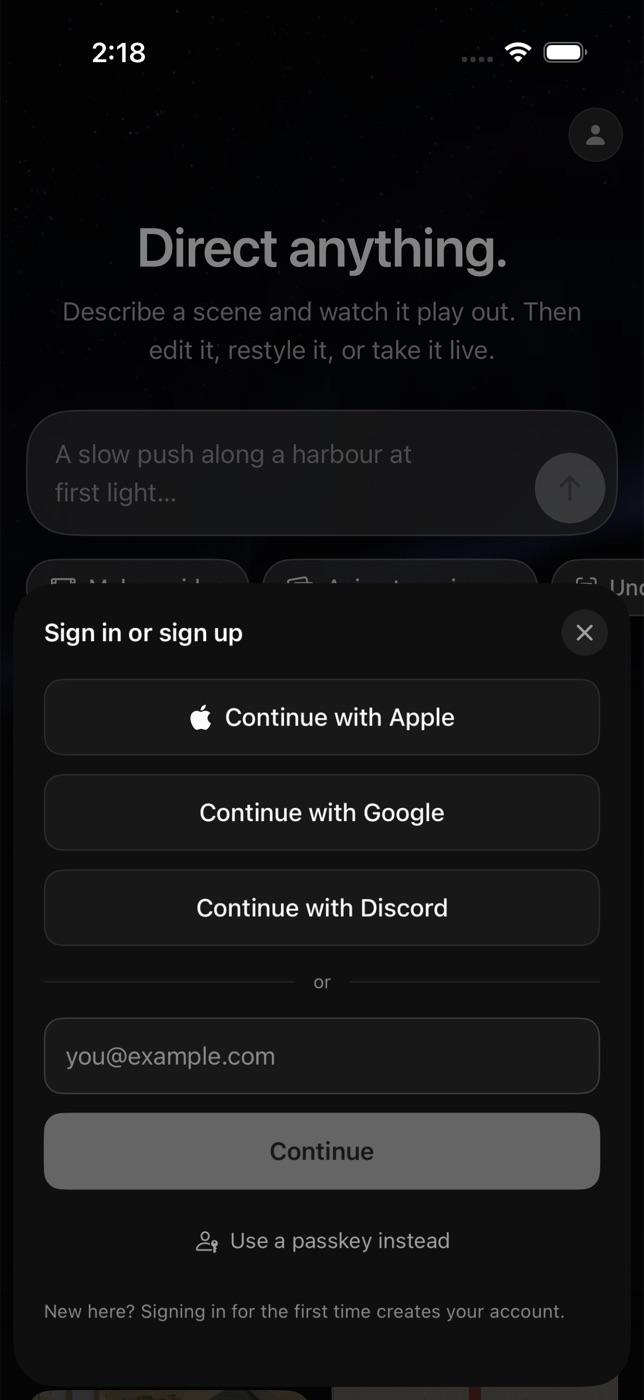 2:18
Direct anything.
Describe a scene and watch it play out. Then
edit it, restyle it, or take it live.
A slow push along a harbour at
first light...
Sign in or sign up
Continue with Apple
Continue with Google
Continue with Discord
or
you@example.com
Continue
Use a passkey instead
New here? Signing in for the first time creates your account.